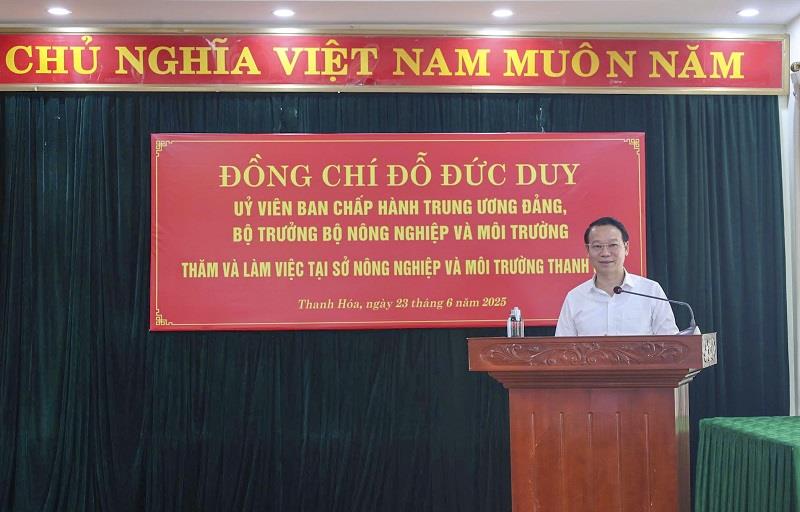 CHỦ NGHĨA VIỆT NAM MUÔN NĂM
ĐỒNG CHÍ ĐỖ ĐỨC DUY
UỶ VIÊN BAN CHẤP HÀNH TRUNG ƯƠNG ĐẢNG,
BỘ TRƯỞNG BỘ NÔNG NGHIỆP VÀ MÔI TRƯỜNG
THĂM VÀ LÀM VIỆC TẠI SỞ NÔNG NGHIỆP VÀ MÔI TRƯỜNG THANH
Thanh Hóa, ngày 23 tháng 6 năm 2025